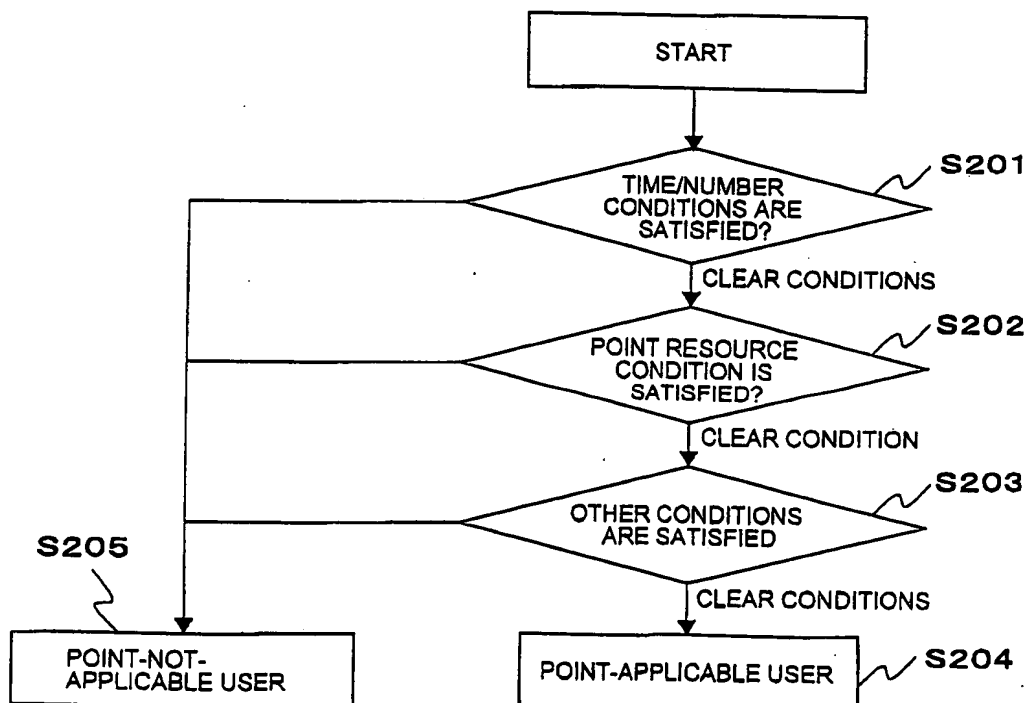 START
S201
TIME/NUMBER
CONDITIONS ARE
SATISFIED?
CLEAR CONDITIONS
S202
POINT RESOURCE
CONDITION IS
SATISFIED?
CLEAR CONDITION
S203
OTHER CONDITIONS
ARE SATISFIED
CLEAR CONDITIONS
S205
POINT-NOT-
APPLICABLE USER
POINT-APPLICABLE USER
S204